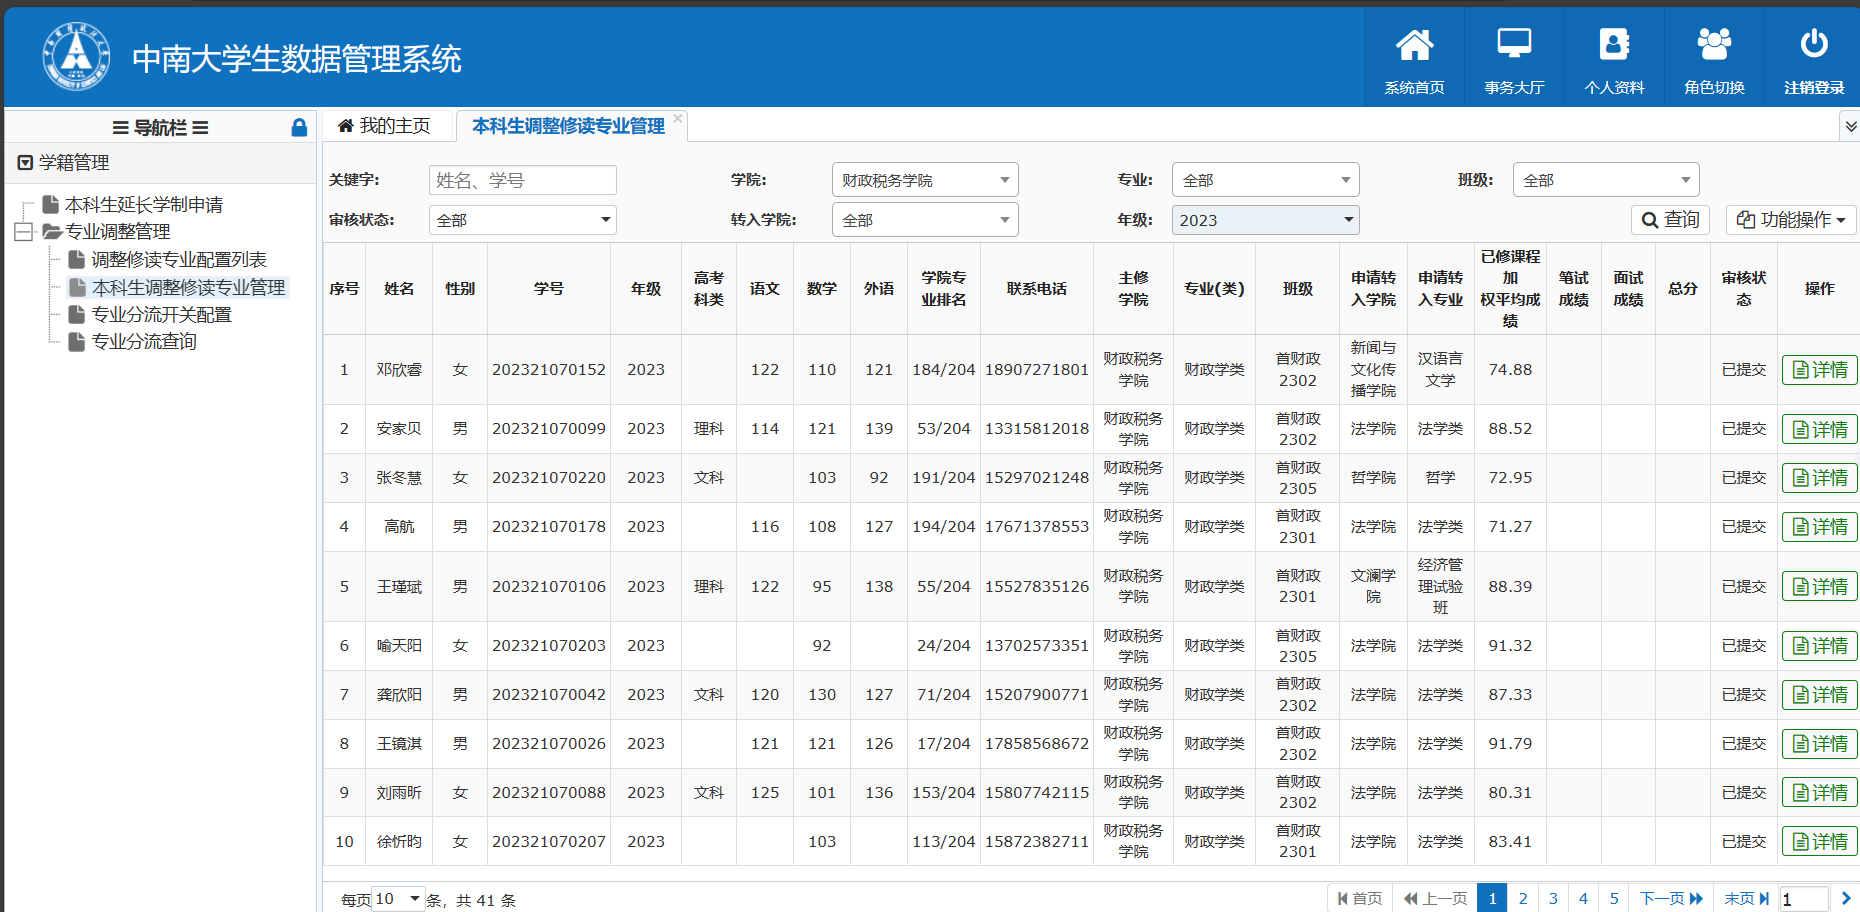 中南大学生数据管理系统
系统首页 事务大厅 个人资料 角色切换 注销登录
导航栏
学籍管理
本科生延长学制申请
专业调整管理
调整修读专业配置列表
本科生调整修读专业管理
专业分流开关配置
专业分流查询
我的主页 本科生调整修读专业管理
关键字: 姓名、学号 学院: 财政税务学院 专业: 全部 班级: 全部
审核状态: 全部 转入学院: 全部 年级: 2023 查询 功能操作
序号 姓名 性别 学号 年级 高考科类 语文 数学 外语 学院专业排名 联系电话 主修学院 专业(类) 班级 申请转入学院 申请转入专业 已修课程加权平均成绩 笔试成绩 面试成绩 总分 审核状态 操作
1 邓欣睿 女 202321070152 2023 122 110 121 184/204 18907271801 财政税务学院 财政学类 首财政2302 新闻与文化传播学院 汉语言文学 74.88 已提交 详情
2 安家贝 男 202321070099 2023 理科 114 121 139 53/204 13315812018 财政税务学院 财政学类 首财政2302 法学院 法学类 88.52 已提交 详情
3 张冬慧 女 202321070220 2023 文科 103 92 191/204 15297021248 财政税务学院 财政学类 首财政2305 哲学院 哲学 72.95 已提交 详情
4 高航 男 202321070178 2023 116 108 127 194/204 17671378553 财政税务学院 财政学类 首财政2301 法学院 法学类 71.27 已提交 详情
5 王瑾珷 男 202321070106 2023 理科 122 95 138 55/204 15527835126 财政税务学院 财政学类 首财政2301 文澜学院 经济管理试验班 88.39 已提交 详情
6 喻天阳 女 202321070203 2023 92 24/204 13702573351 财政税务学院 财政学类 首财政2305 法学院 法学类 91.32 已提交 详情
7 龚欣阳 男 202321070042 2023 文科 120 130 127 71/204 15207900771 财政税务学院 财政学类 首财政2302 法学院 法学类 87.33 已提交 详情
8 王镜淇 男 202321070026 2023 121 121 126 17/204 17858568672 财政税务学院 财政学类 首财政2302 法学院 法学类 91.79 已提交 详情
9 刘雨昕 女 202321070088 2023 文科 125 101 136 153/204 15807742115 财政税务学院 财政学类 首财政2302 法学院 法学类 80.31 已提交 详情
10 徐忻昀 女 202321070207 2023 103 113/204 15872382711 财政税务学院 财政学类 首财政2301 法学院 法学类 83.41 已提交 详情
每页 10 条，共 41 条 首页 上一页 1 2 3 4 5 下一页 末页 1